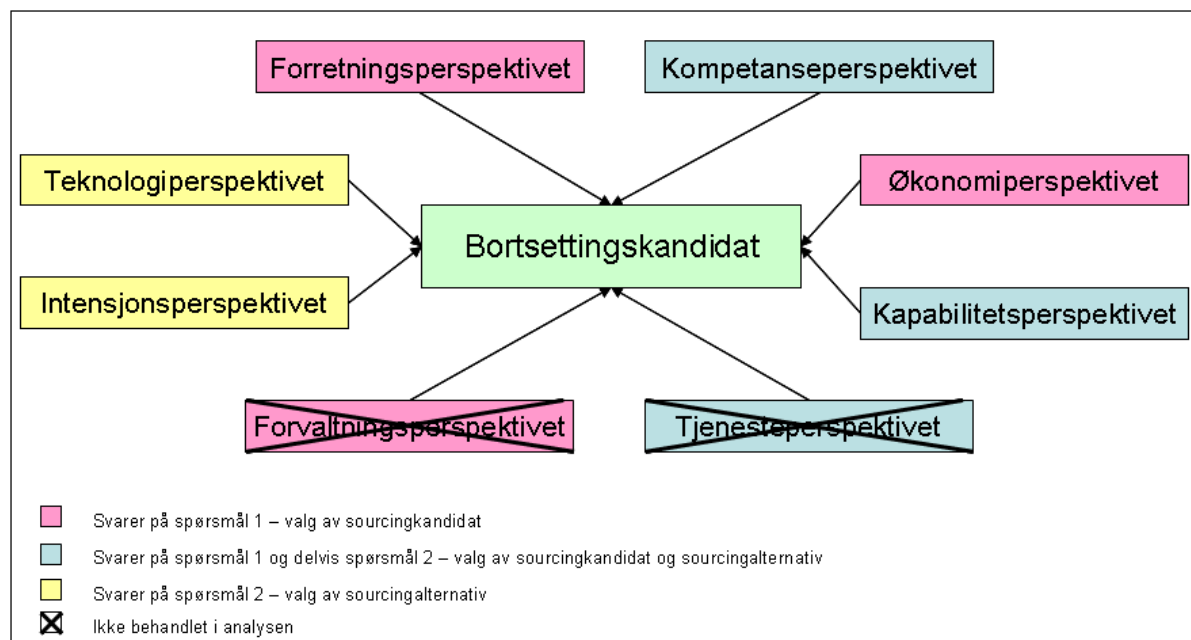 Forretningsperspektivet
Kompetanseperspektivet
Teknologiperspektivet
Økonomiperspektivet
Bortsettingskandidat
Intensjonsperspektivet
Kapabilitetsperspektivet
Forvaltningsperspektivet
Tjenesteperspektivet
Svarer på spørsmål 1 – valg av sourcingkandidat
Svarer på spørsmål 1 og delvis spørsmål 2 – valg av sourcingkandidat og sourcingalternativ
Svarer på spørsmål 2 – valg av sourcingalternativ
Ikke behandlet i analysen